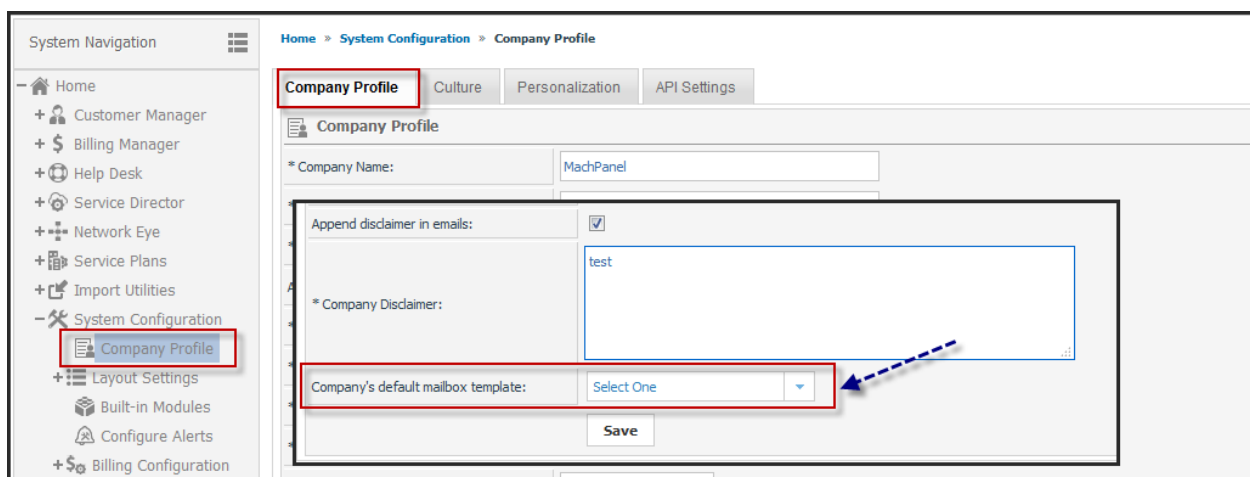 System Navigation
Home » System Configuration » Company Profile
Home
Customer Manager
Billing Manager
Help Desk
Service Director
Network Eye
Service Plans
Import Utilities
System Configuration
Company Profile
Layout Settings
Built-in Modules
Configure Alerts
Billing Configuration
Company Profile Culture Personalization API Settings
Company Profile
* Company Name: MachPanel
Append disclaimer in emails:
* Company Disclaimer: test
Company's default mailbox template: Select One
Save